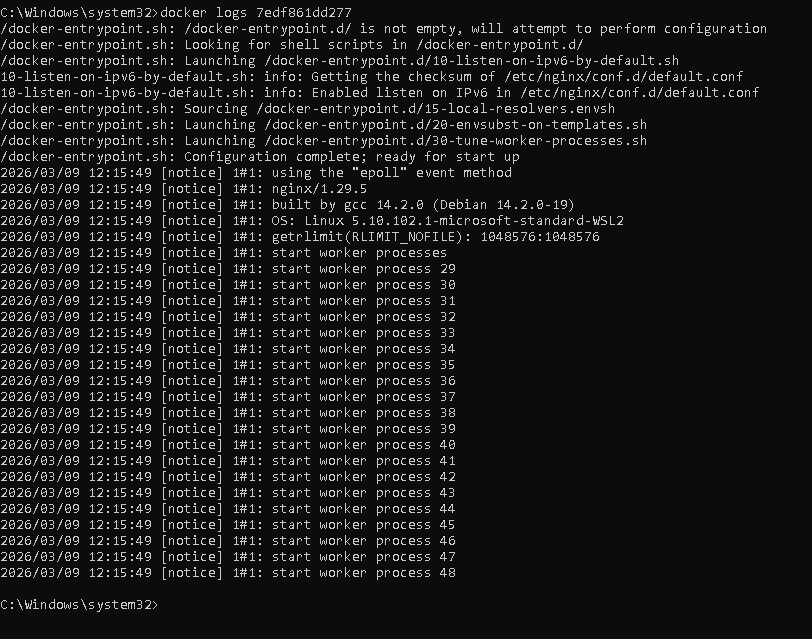 C:\Windows\system32>docker logs 7edf861dd277
/docker-entrypoint.sh: /docker-entrypoint.d/ is not empty, will attempt to perform configuration
/docker-entrypoint.sh: Looking for shell scripts in /docker-entrypoint.d/
/docker-entrypoint.sh: Launching /docker-entrypoint.d/10-listen-on-ipv6-by-default.sh
10-listen-on-ipv6-by-default.sh: info: Getting the checksum of /etc/nginx/conf.d/default.conf
10-listen-on-ipv6-by-default.sh: info: Enabled listen on IPv6 in /etc/nginx/conf.d/default.conf
/docker-entrypoint.sh: Sourcing /docker-entrypoint.d/15-local-resolvers.envsh
/docker-entrypoint.sh: Launching /docker-entrypoint.d/20-envsubst-on-templates.sh
/docker-entrypoint.sh: Launching /docker-entrypoint.d/30-tune-worker-processes.sh
/docker-entrypoint.sh: Configuration complete; ready for start up
2026/03/09 12:15:49 [notice] 1#1: using the "epoll" event method
2026/03/09 12:15:49 [notice] 1#1: nginx/1.29.5
2026/03/09 12:15:49 [notice] 1#1: built by gcc 14.2.0 (Debian 14.2.0-19)
2026/03/09 12:15:49 [notice] 1#1: OS: Linux 5.10.102.1-microsoft-standard-WSL2
2026/03/09 12:15:49 [notice] 1#1: getrlimit(RLIMIT_NOFILE): 1048576:1048576
2026/03/09 12:15:49 [notice] 1#1: start worker processes
2026/03/09 12:15:49 [notice] 1#1: start worker process 29
2026/03/09 12:15:49 [notice] 1#1: start worker process 30
2026/03/09 12:15:49 [notice] 1#1: start worker process 31
2026/03/09 12:15:49 [notice] 1#1: start worker process 32
2026/03/09 12:15:49 [notice] 1#1: start worker process 33
2026/03/09 12:15:49 [notice] 1#1: start worker process 34
2026/03/09 12:15:49 [notice] 1#1: start worker process 35
2026/03/09 12:15:49 [notice] 1#1: start worker process 36
2026/03/09 12:15:49 [notice] 1#1: start worker process 37
2026/03/09 12:15:49 [notice] 1#1: start worker process 38
2026/03/09 12:15:49 [notice] 1#1: start worker process 39
2026/03/09 12:15:49 [notice] 1#1: start worker process 40
2026/03/09 12:15:49 [notice] 1#1: start worker process 41
2026/03/09 12:15:49 [notice] 1#1: start worker process 42
2026/03/09 12:15:49 [notice] 1#1: start worker process 43
2026/03/09 12:15:49 [notice] 1#1: start worker process 44
2026/03/09 12:15:49 [notice] 1#1: start worker process 45
2026/03/09 12:15:49 [notice] 1#1: start worker process 46
2026/03/09 12:15:49 [notice] 1#1: start worker process 47
2026/03/09 12:15:49 [notice] 1#1: start worker process 48
C:\Windows\system32>